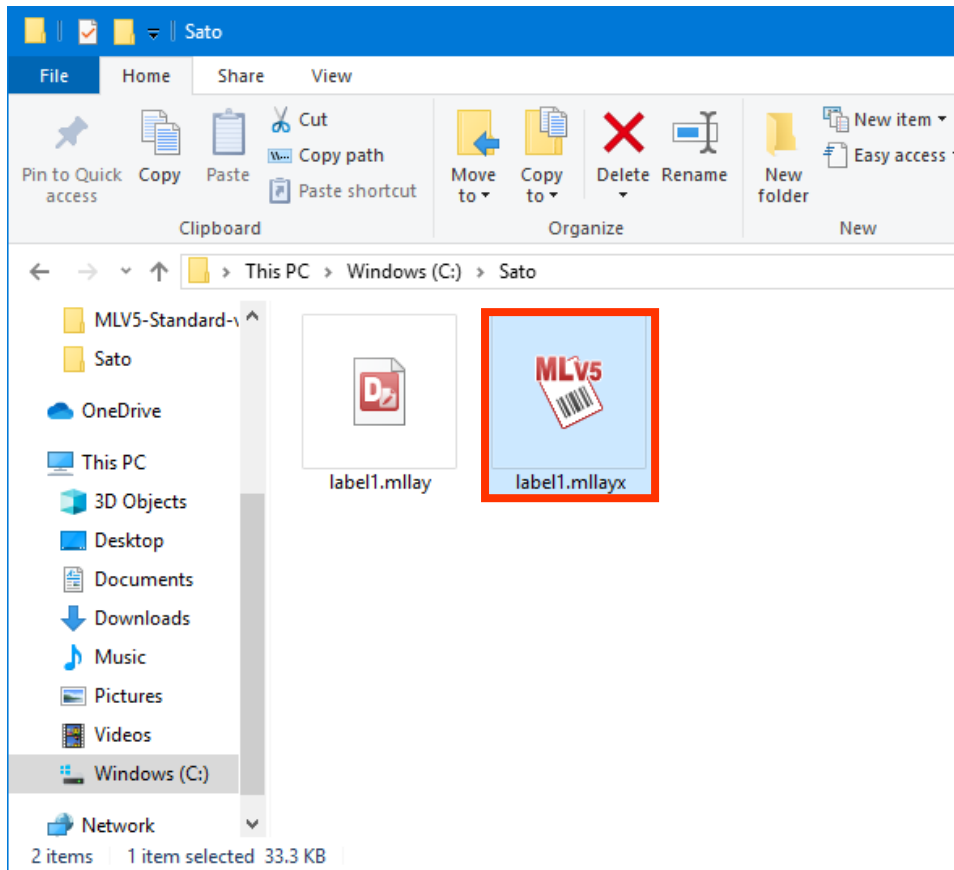 Sato
File Home Share View
Pin to Quick access
Copy
Paste
Cut
W... Copy path
Paste shortcut
Clipboard
Move to
Copy to
Delete
Rename
Organize
New folder
New item
Easy access
New
This PC > Windows (C:) > Sato
MLV5-Standard-
Sato
OneDrive
This PC
3D Objects
Desktop
Documents
Downloads
Music
Pictures
Videos
Windows (C:)
Network
D
label1.mllay
MLV5
label1.mllayx
2 items 1 item selected 33.3 KB